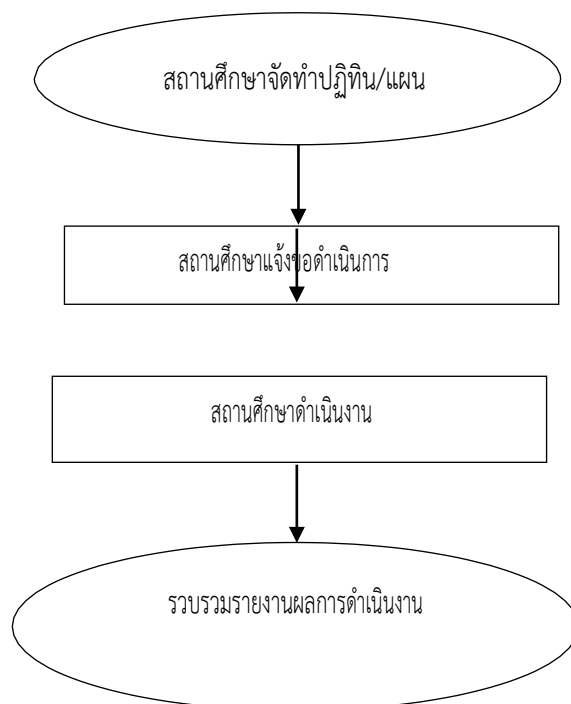 สถานศึกษาจัดทำปฏิทิน/แผน
สถานศึกษาแจ้งขอดำเนินการ
สถานศึกษาดำเนินงาน
รวบรวมรายงานผลการดำเนินงาน